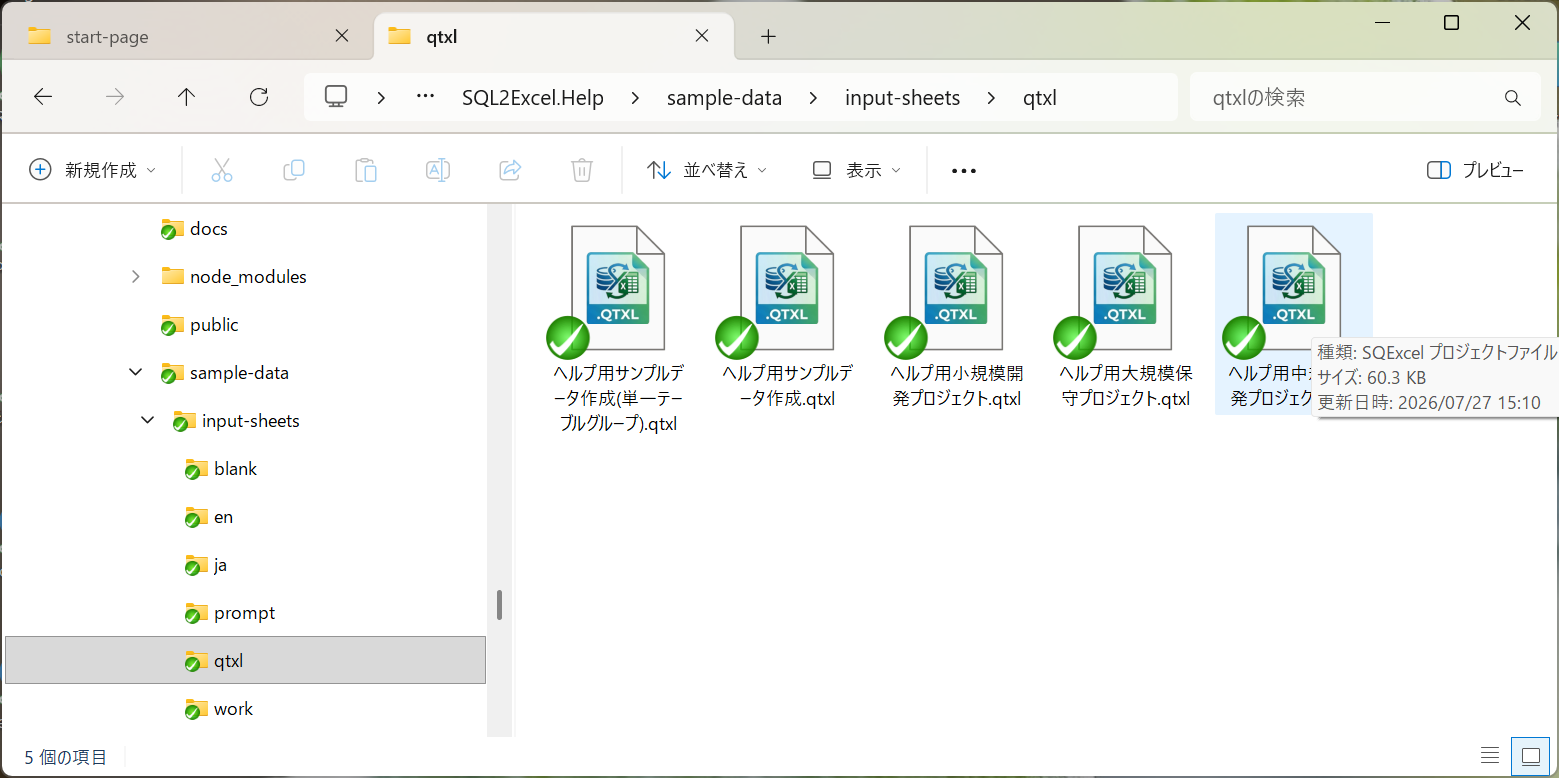 start-page
qtxl
SQL2Excel.Help
sample-data
input-sheets
qtxl
qtxlの検索
新規作成
並べ替え
表示
プレビュー
docs
node_modules
public
sample-data
input-sheets
blank
en
ja
prompt
qtxl
work
.QTXL
ヘルプ用サンプルデ
ータ作成(単一テー
ブルグループ).qtxl
.QTXL
ヘルプ用サンプルデ
ータ作成.qtxl
.QTXL
ヘルプ用小規模開
発プロジェクト.qtxl
.QTXL
ヘルプ用大規模保
守プロジェクト.qtxl
.QTXL
ヘルプ用中
発プロジェク
種類: SQExcel プロジェクトファイル
サイズ: 60.3 KB
更新日時: 2026/07/27 15:10
5 個の項目